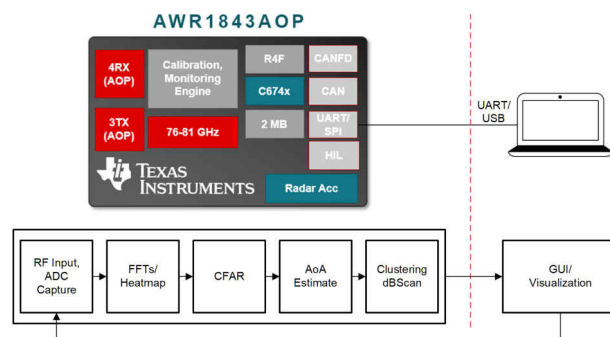 AWR1843AOP
4RX
(AOP)
Calibration,
Monitoring
Engine
R4F
CANFD
C674x
CAN
3TX
(AOP)
76-81 GHz
2 MB
UART/
SPI
HIL
TEXAS
INSTRUMENTS
Radar Acc
UART/
USB
RF Input,
ADC
Capture
FFTs/
Heatmap
CFAR
AoA
Estimate
Clustering
dBScan
GUI/
Visualization